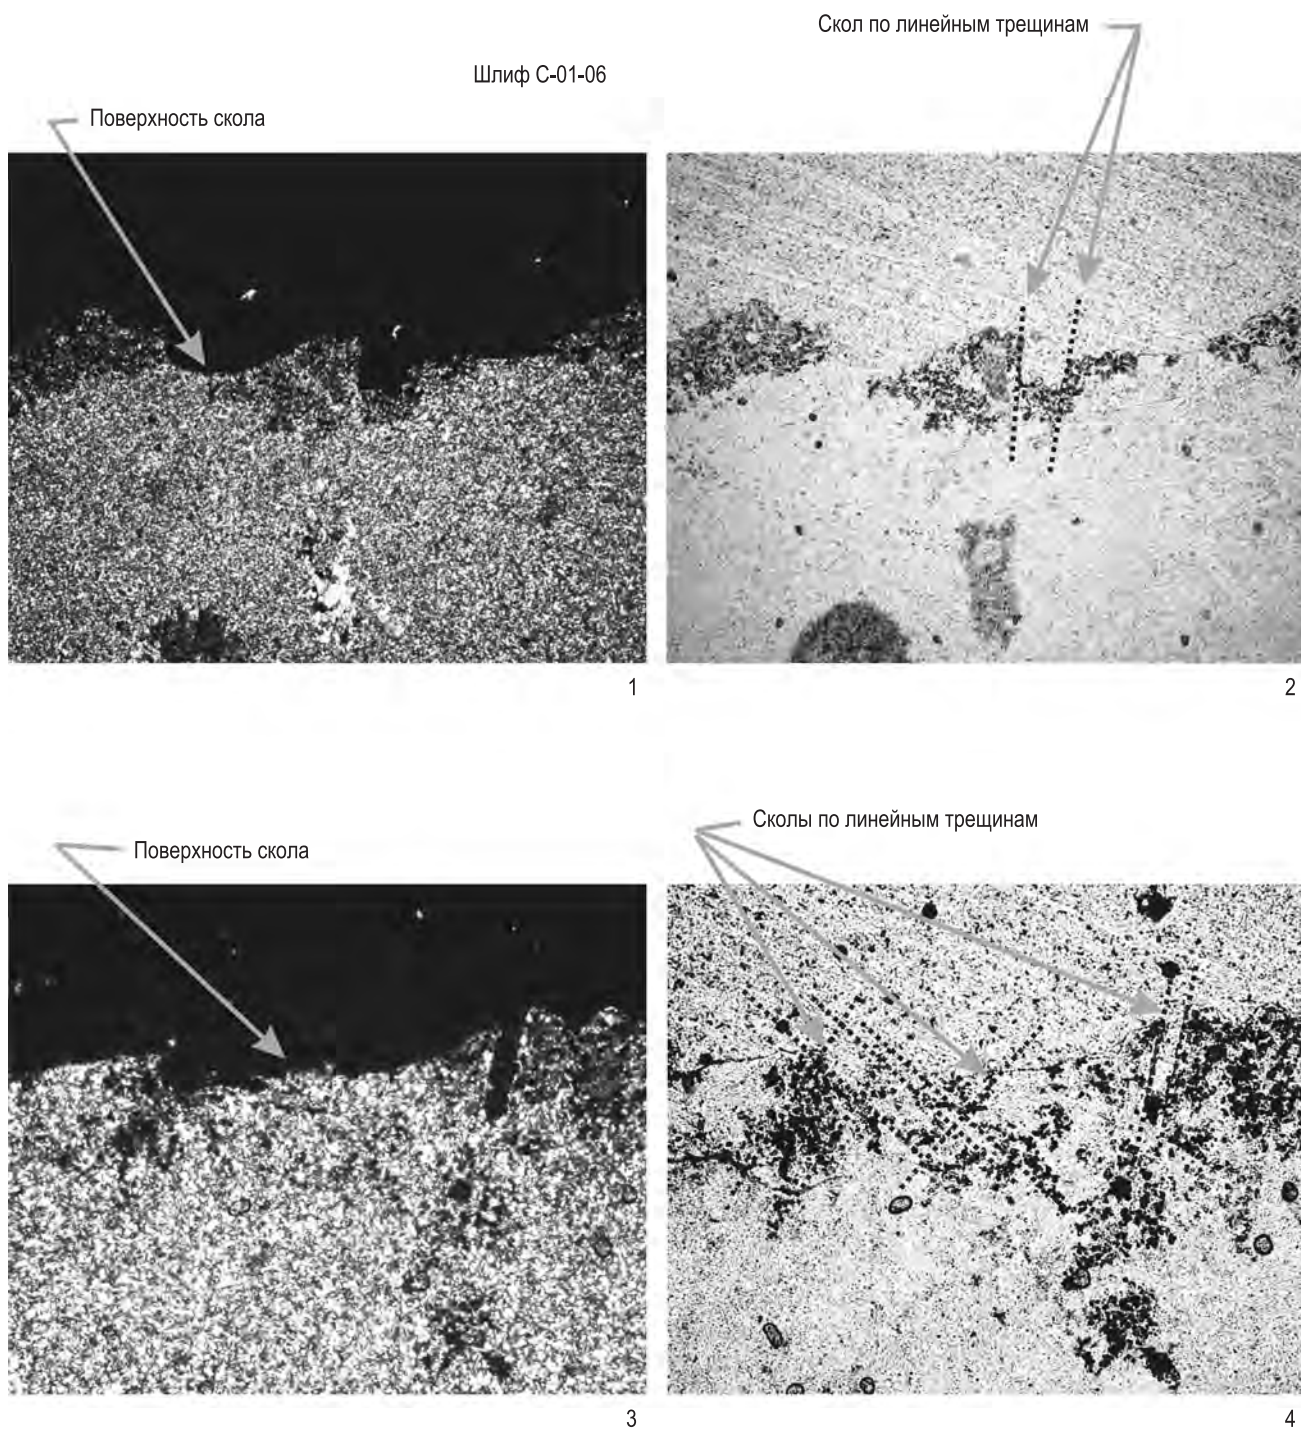 Скол по линейным трещинам
Шлиф С-01-06
Поверхность скола
1
2
Сколы по линейным трещинам
Поверхность скола
3
4